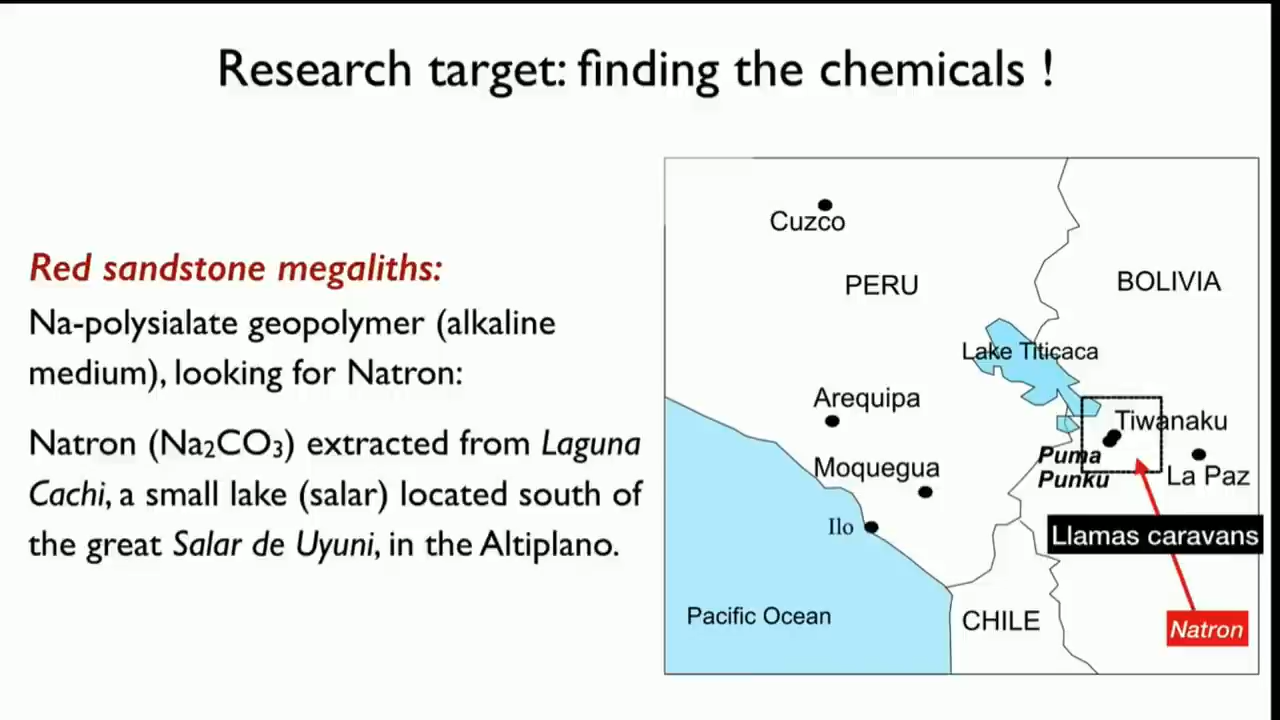 Research target: finding the chemicals !
Red sandstone megaliths:
Na-polysialate geopolymer (alkaline
medium), looking for Natron:
Natron (Na₂CO₃) extracted from Laguna
Cachi, a small lake (salar) located south of
the great Salar de Uyuni, in the Altiplano.
Cuzco
PERU
BOLIVIA
Lake Titicaca
Arequipa
Tiwanaku
Puma
Punku
Moquegua
La Paz
Ilo
Llamas caravans
Pacific Ocean
CHILE
Natron